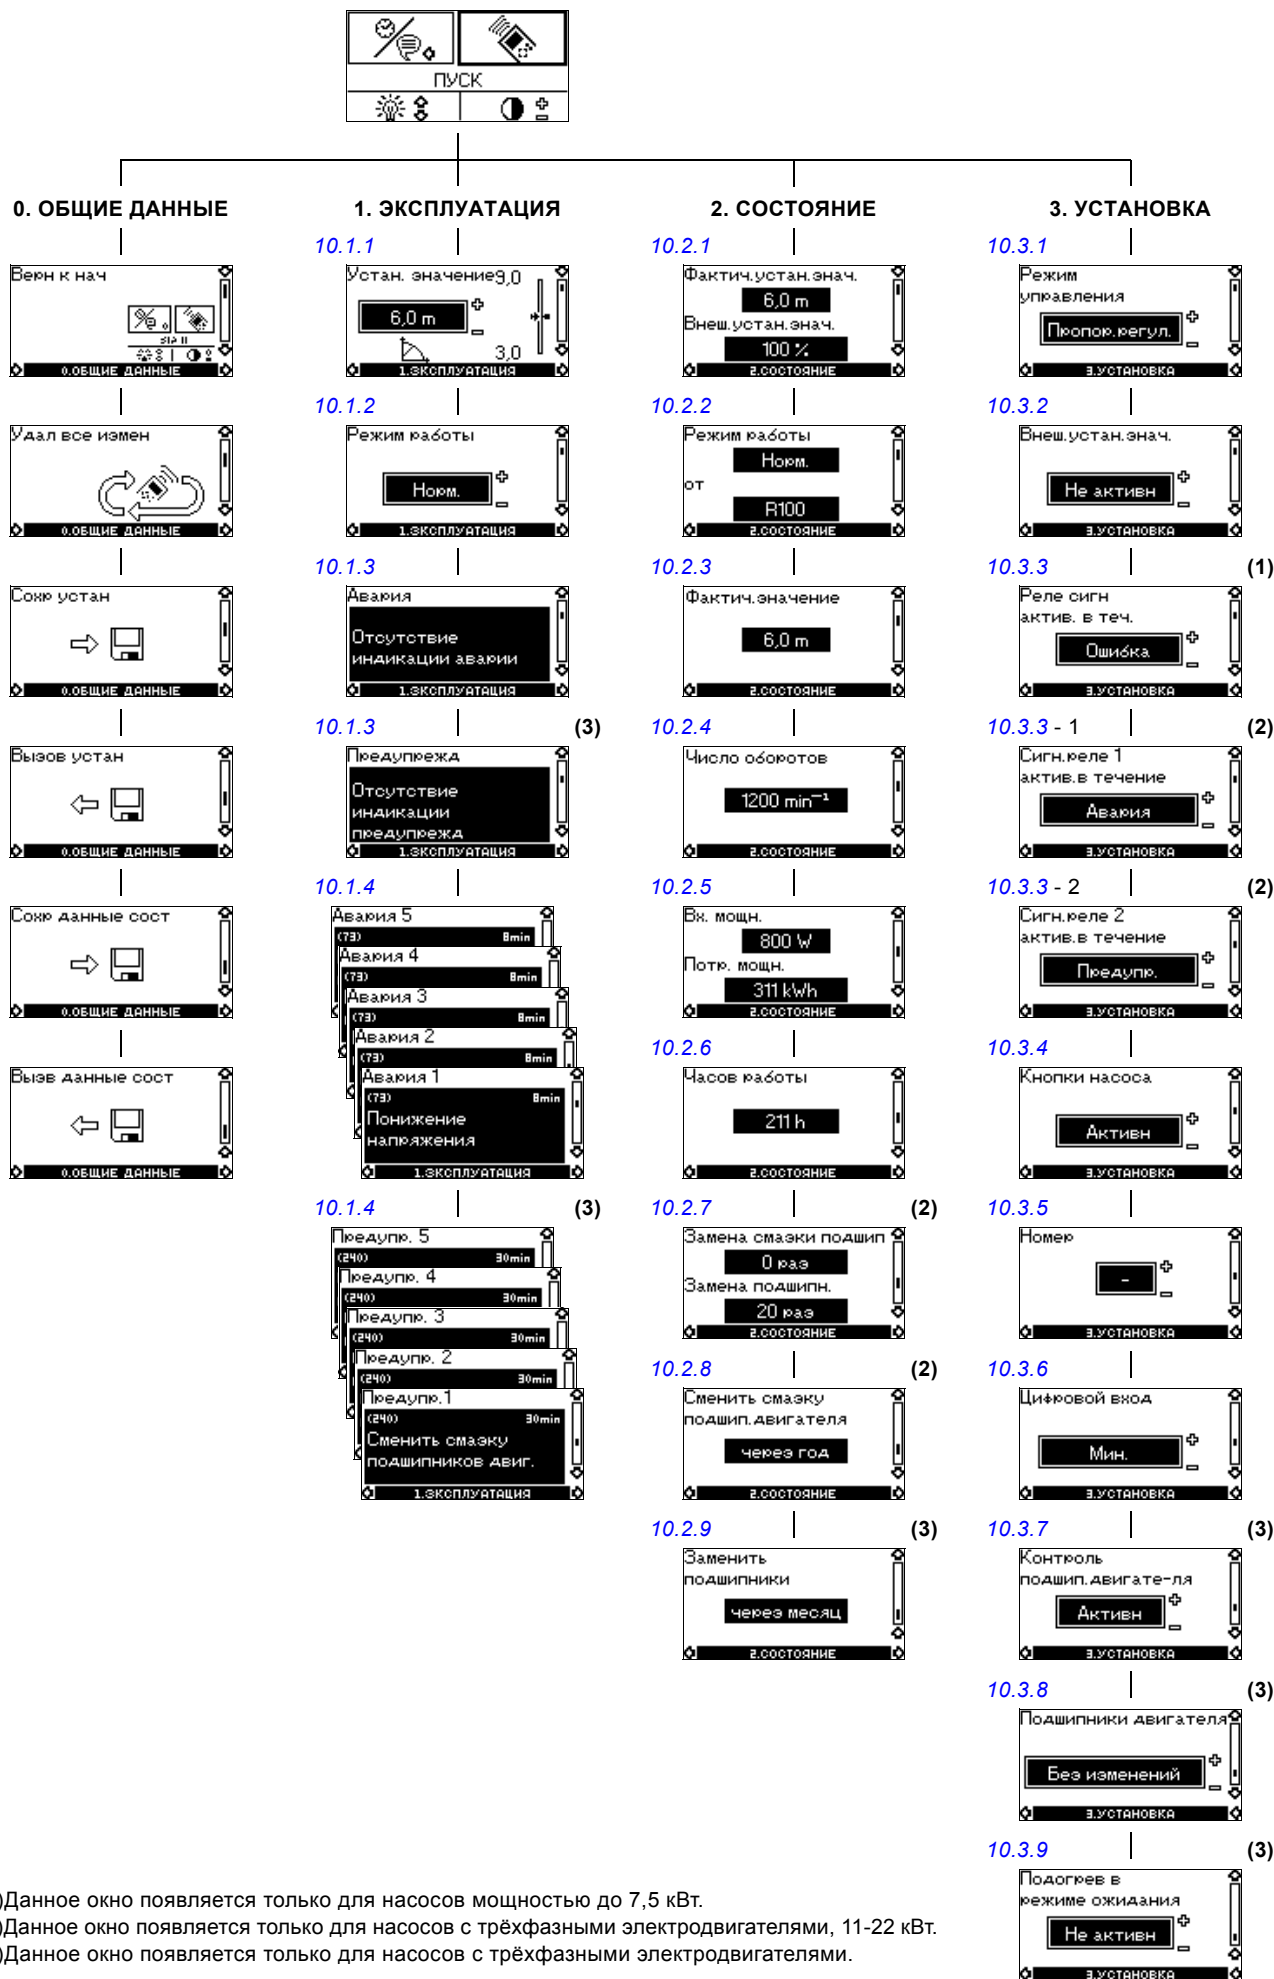 ПУСК
0. ОБЩИЕ ДАННЫЕ
Верн к нач
0.ОБЩИЕ ДАННЫЕ
Удал все измен
0.ОБЩИЕ ДАННЫЕ
Сохр устан
0.ОБЩИЕ ДАННЫЕ
Вызов устан
0.ОБЩИЕ ДАННЫЕ
Сохр данные сост
0.ОБЩИЕ ДАННЫЕ
Вызв данные сост
0.ОБЩИЕ ДАННЫЕ
1. ЭКСПЛУАТАЦИЯ
10.1.1
Устан. значение 9,0
6,0 m
3,0
1.ЭКСПЛУАТАЦИЯ
10.1.2
Режим работы
Норм.
1.ЭКСПЛУАТАЦИЯ
10.1.3
Авария
Отсутствие
индикации аварии
1.ЭКСПЛУАТАЦИЯ
10.1.3 (3)
Предупрежд
Отсутствие
индикации
предупрежд
1.ЭКСПЛУАТАЦИЯ
10.1.4
Авария 5
(73) 8min
Авария 4
(73) 8min
Авария 3
(73) 8min
Авария 2
(73) 8min
Авария 1
(73) 8min
Понижение
напряжения
1.ЭКСПЛУАТАЦИЯ
10.1.4 (3)
Предупр. 5
(240) 30min
Предупр. 4
(240) 30min
Предупр. 3
(240) 30min
Предупр. 2
(240) 30min
Предупр.1
(240) 30min
Сменить смазку
подшипников двиг.
1.ЭКСПЛУАТАЦИЯ
2. СОСТОЯНИЕ
10.2.1
Фактич.устан.знач.
6,0 m
Внеш.устан.знач.
100 %
2.СОСТОЯНИЕ
10.2.2
Режим работы
Норм.
от
R100
2.СОСТОЯНИЕ
10.2.3
Фактич.значение
6,0 m
2.СОСТОЯНИЕ
10.2.4
Число оборотов
1200 min⁻¹
2.СОСТОЯНИЕ
10.2.5
Вх. мощн.
800 W
Потр. мощн.
311 kWh
2.СОСТОЯНИЕ
10.2.6
Часов работы
211 h
2.СОСТОЯНИЕ
10.2.7 (2)
Замена смазки подшип
0 раз
Замена подшипн.
20 раз
2.СОСТОЯНИЕ
10.2.8 (2)
Сменить смазку
подшип.двигателя
через год
2.СОСТОЯНИЕ
10.2.9 (3)
Заменить
подшипники
через месяц
2.СОСТОЯНИЕ
3. УСТАНОВКА
10.3.1
Режим
управления
Пропор.регул.
3.УСТАНОВКА
10.3.2
Внеш.устан.знач.
Не активн
3.УСТАНОВКА
10.3.3 (1)
Реле сигн
актив. в теч.
Ошибка
3.УСТАНОВКА
10.3.3 - 1 (2)
Сигн.реле 1
актив.в течение
Авария
3.УСТАНОВКА
10.3.3 - 2 (2)
Сигн.реле 2
актив.в течение
Предупр.
3.УСТАНОВКА
10.3.4
Кнопки насоса
Активн
3.УСТАНОВКА
10.3.5
Номер
-
3.УСТАНОВКА
10.3.6
Цифровой вход
Мин.
3.УСТАНОВКА
10.3.7 (3)
Контроль
подшип.двигате-ля
Активн
3.УСТАНОВКА
10.3.8 (3)
Подшипники двигателя
Без изменений
3.УСТАНОВКА
10.3.9 (3)
Подогрев в
режиме ожидания
Не активн
3.УСТАНОВКА
)Данное окно появляется только для насосов мощностью до 7,5 кВт.
)Данное окно появляется только для насосов с трёхфазными электродвигателями, 11-22 кВт.
)Данное окно появляется только для насосов с трёхфазными электродвигателями.